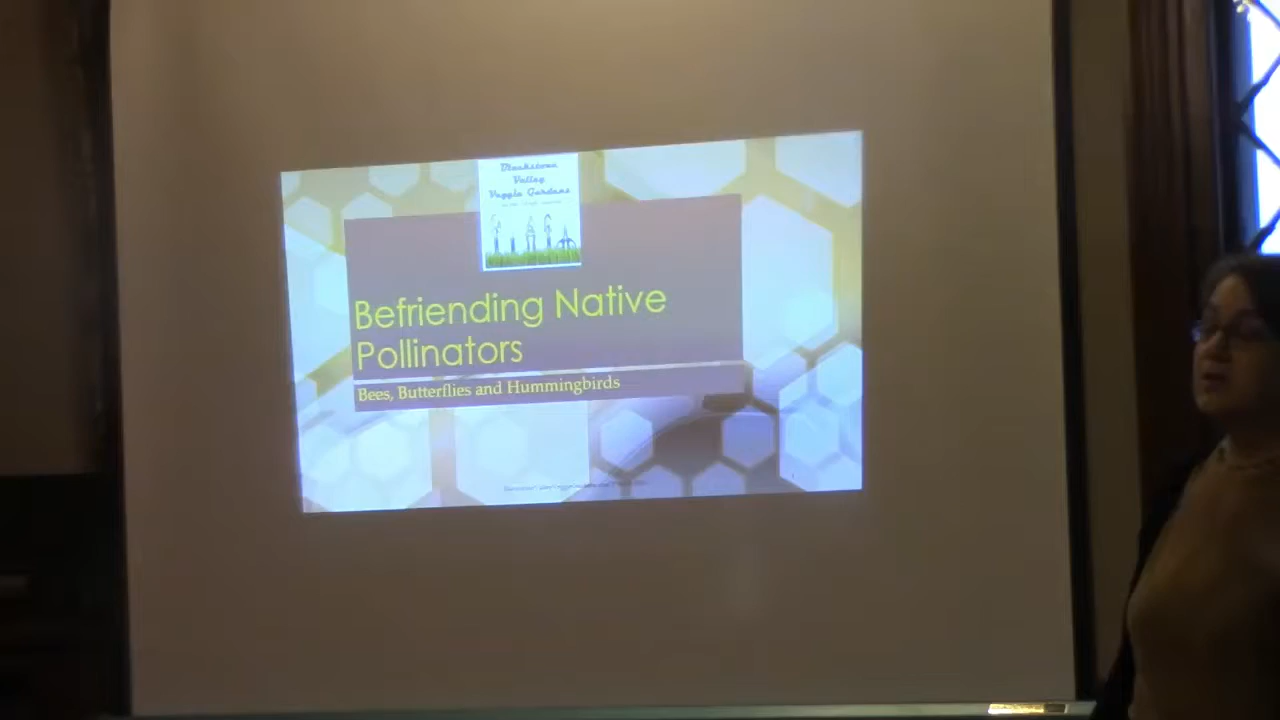 Blackstone
Valley
Veggie Gardens
Befriending Native
Pollinators
Bees, Butterflies and Hummingbirds